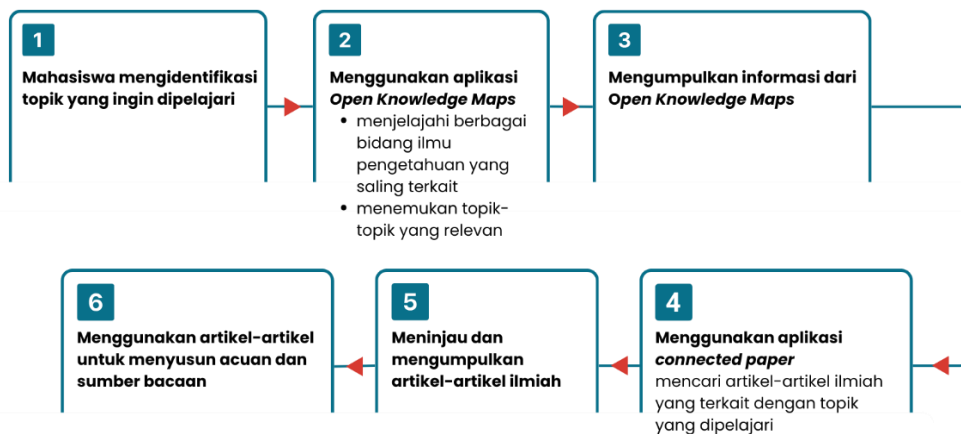 1
Mahasiswa mengidentifikasi
topik yang ingin dipelajari
2
Menggunakan aplikasi
Open Knowledge Maps
• menjelajahi berbagai
bidang ilmu
pengetahuan yang
saling terkait
• menemukan topik-
topik yang relevan
3
Mengumpulkan informasi dari
Open Knowledge Maps
4
Menggunakan aplikasi
connected paper
mencari artikel-artikel ilmiah
yang terkait dengan topik
yang dipelajari
5
Meninjau dan
mengumpulkan
artikel-artikel ilmiah
6
Menggunakan artikel-artikel
untuk menyusun acuan dan
sumber bacaan